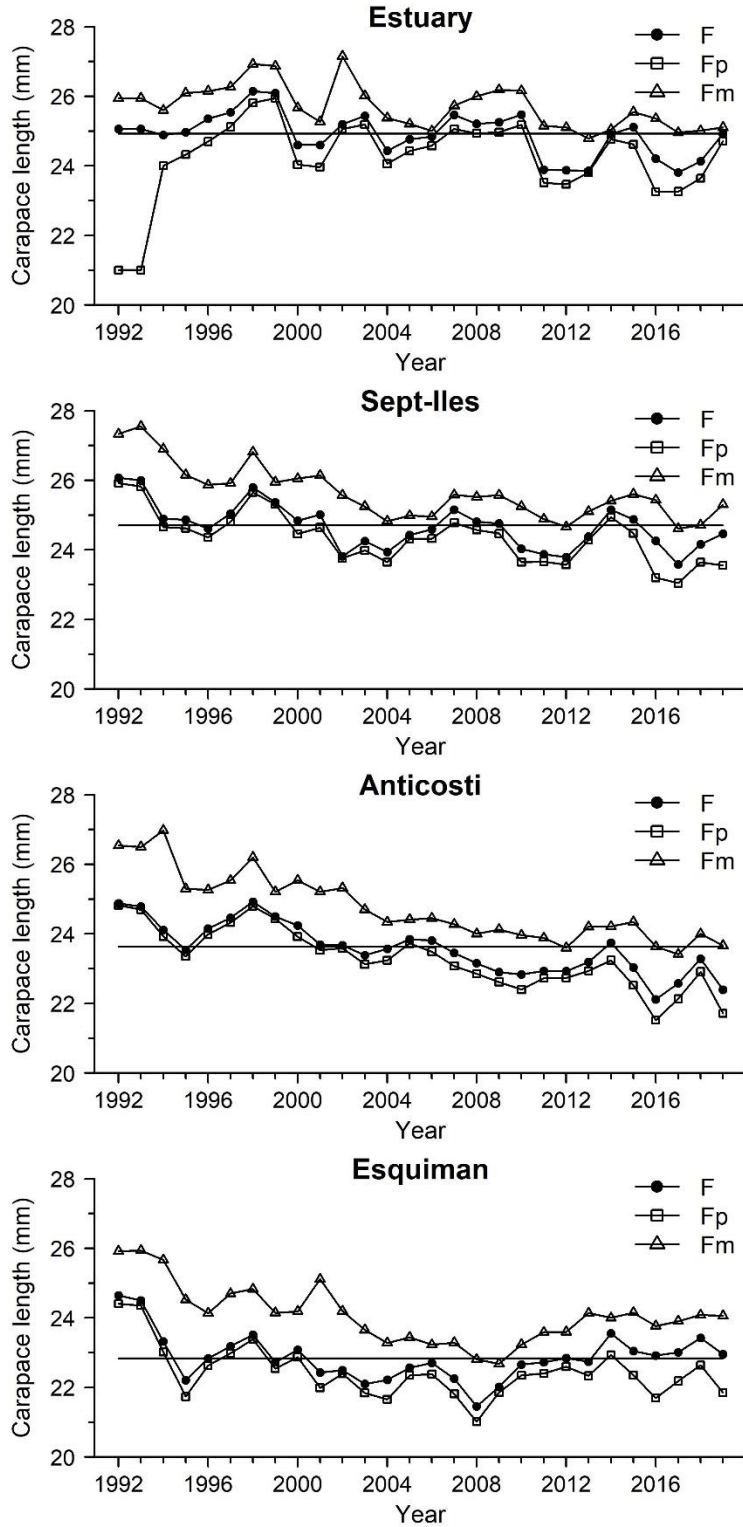 Estuary
Carapace length (mm)
28
26
24
22
20
F
Fp
Fm
1992 1996 2000 2004 2008 2012 2016
Year
Sept-Iles
Carapace length (mm)
28
26
24
22
20
F
Fp
Fm
1992 1996 2000 2004 2008 2012 2016
Year
Anticosti
Carapace length (mm)
28
26
24
22
20
F
Fp
Fm
1992 1996 2000 2004 2008 2012 2016
Year
Esquiman
Carapace length (mm)
28
26
24
22
20
F
Fp
Fm
1992 1996 2000 2004 2008 2012 2016
Year